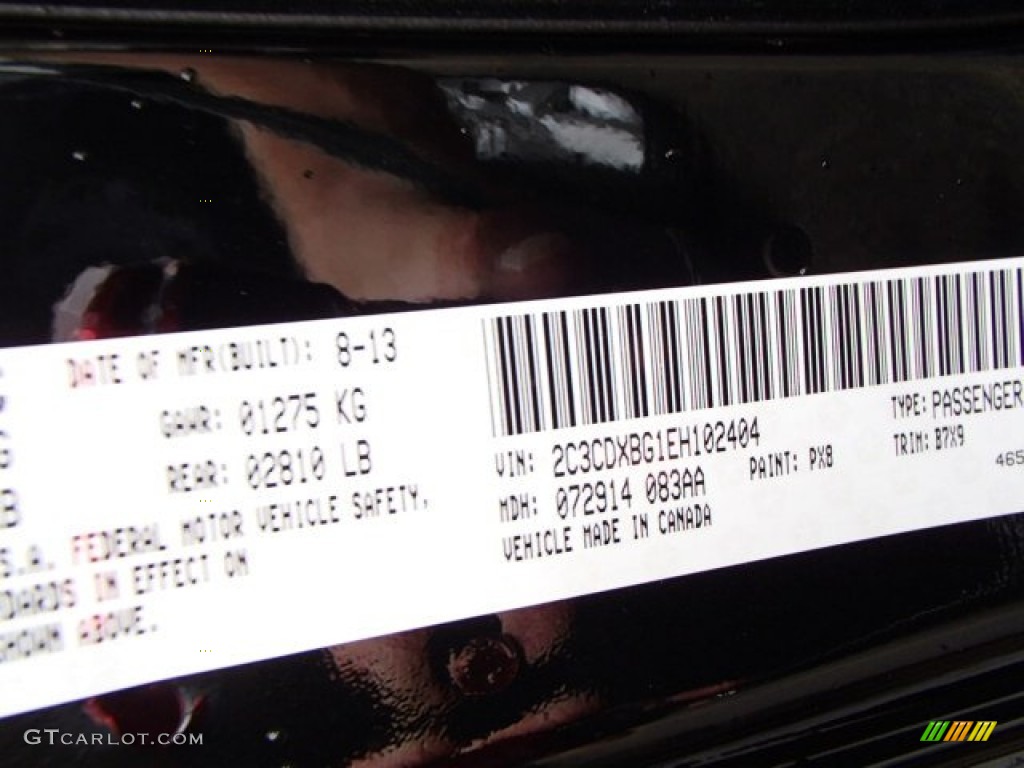 DATE OF MFR(BUILT): 8-13
GAWR: 01275 KG
REAR: 02810 LB
S.A. FEDERAL MOTOR VEHICLE SAFETY,
DARDS IN EFFECT ON
SHOWN ABOVE.
VIN: 2C3CDXBG1EH102404
TYPE: PASSENGER
MDH: 072914 083AA
PAINT: PX8
TRIM: B7X9
VEHICLE MADE IN CANADA
465
GTCARLOT.COM